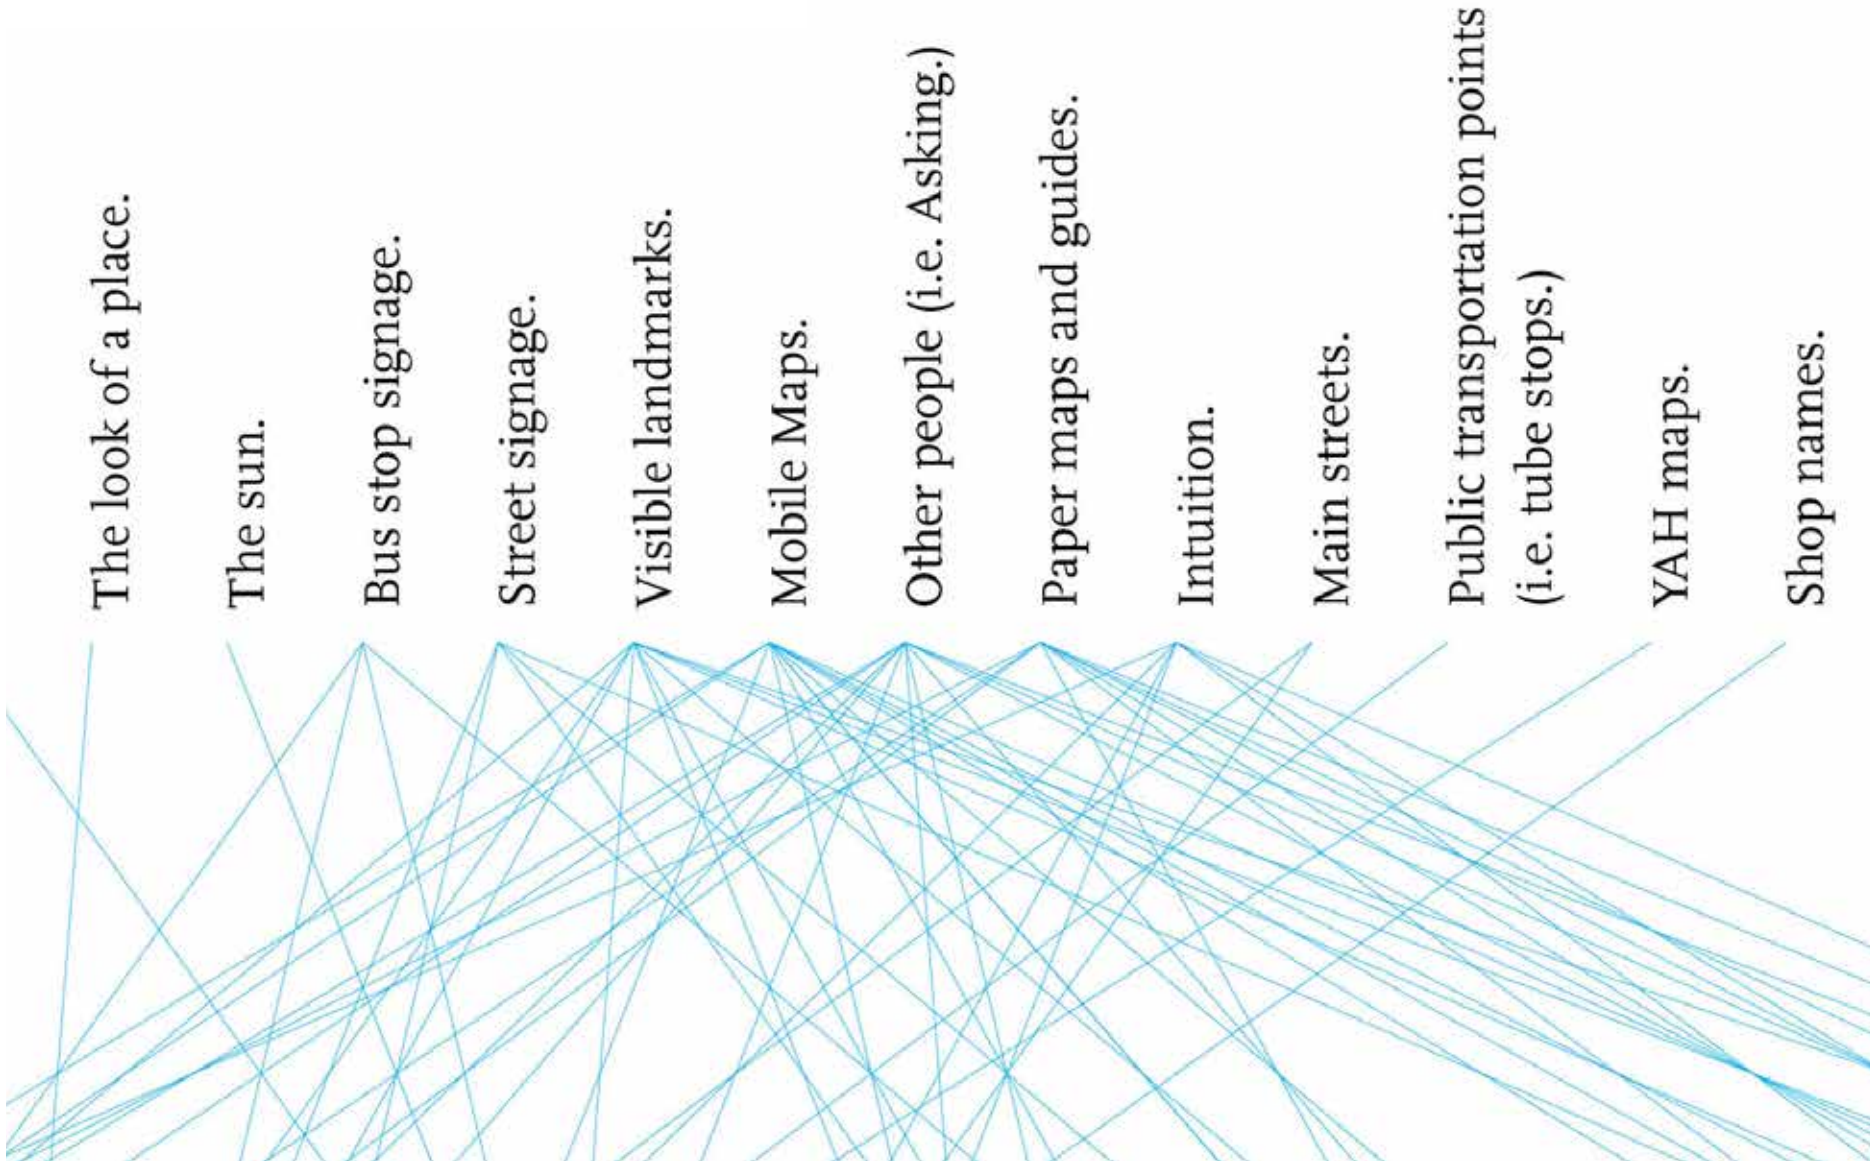 The look of a place.
The sun.
Bus stop signage.
Street signage.
Visible landmarks.
Mobile Maps.
Other people (i.e. Asking.)
Paper maps and guides.
Intuition.
Main streets.
Public transportation points
(i.e. tube stops.)
YAH maps.
Shop names.